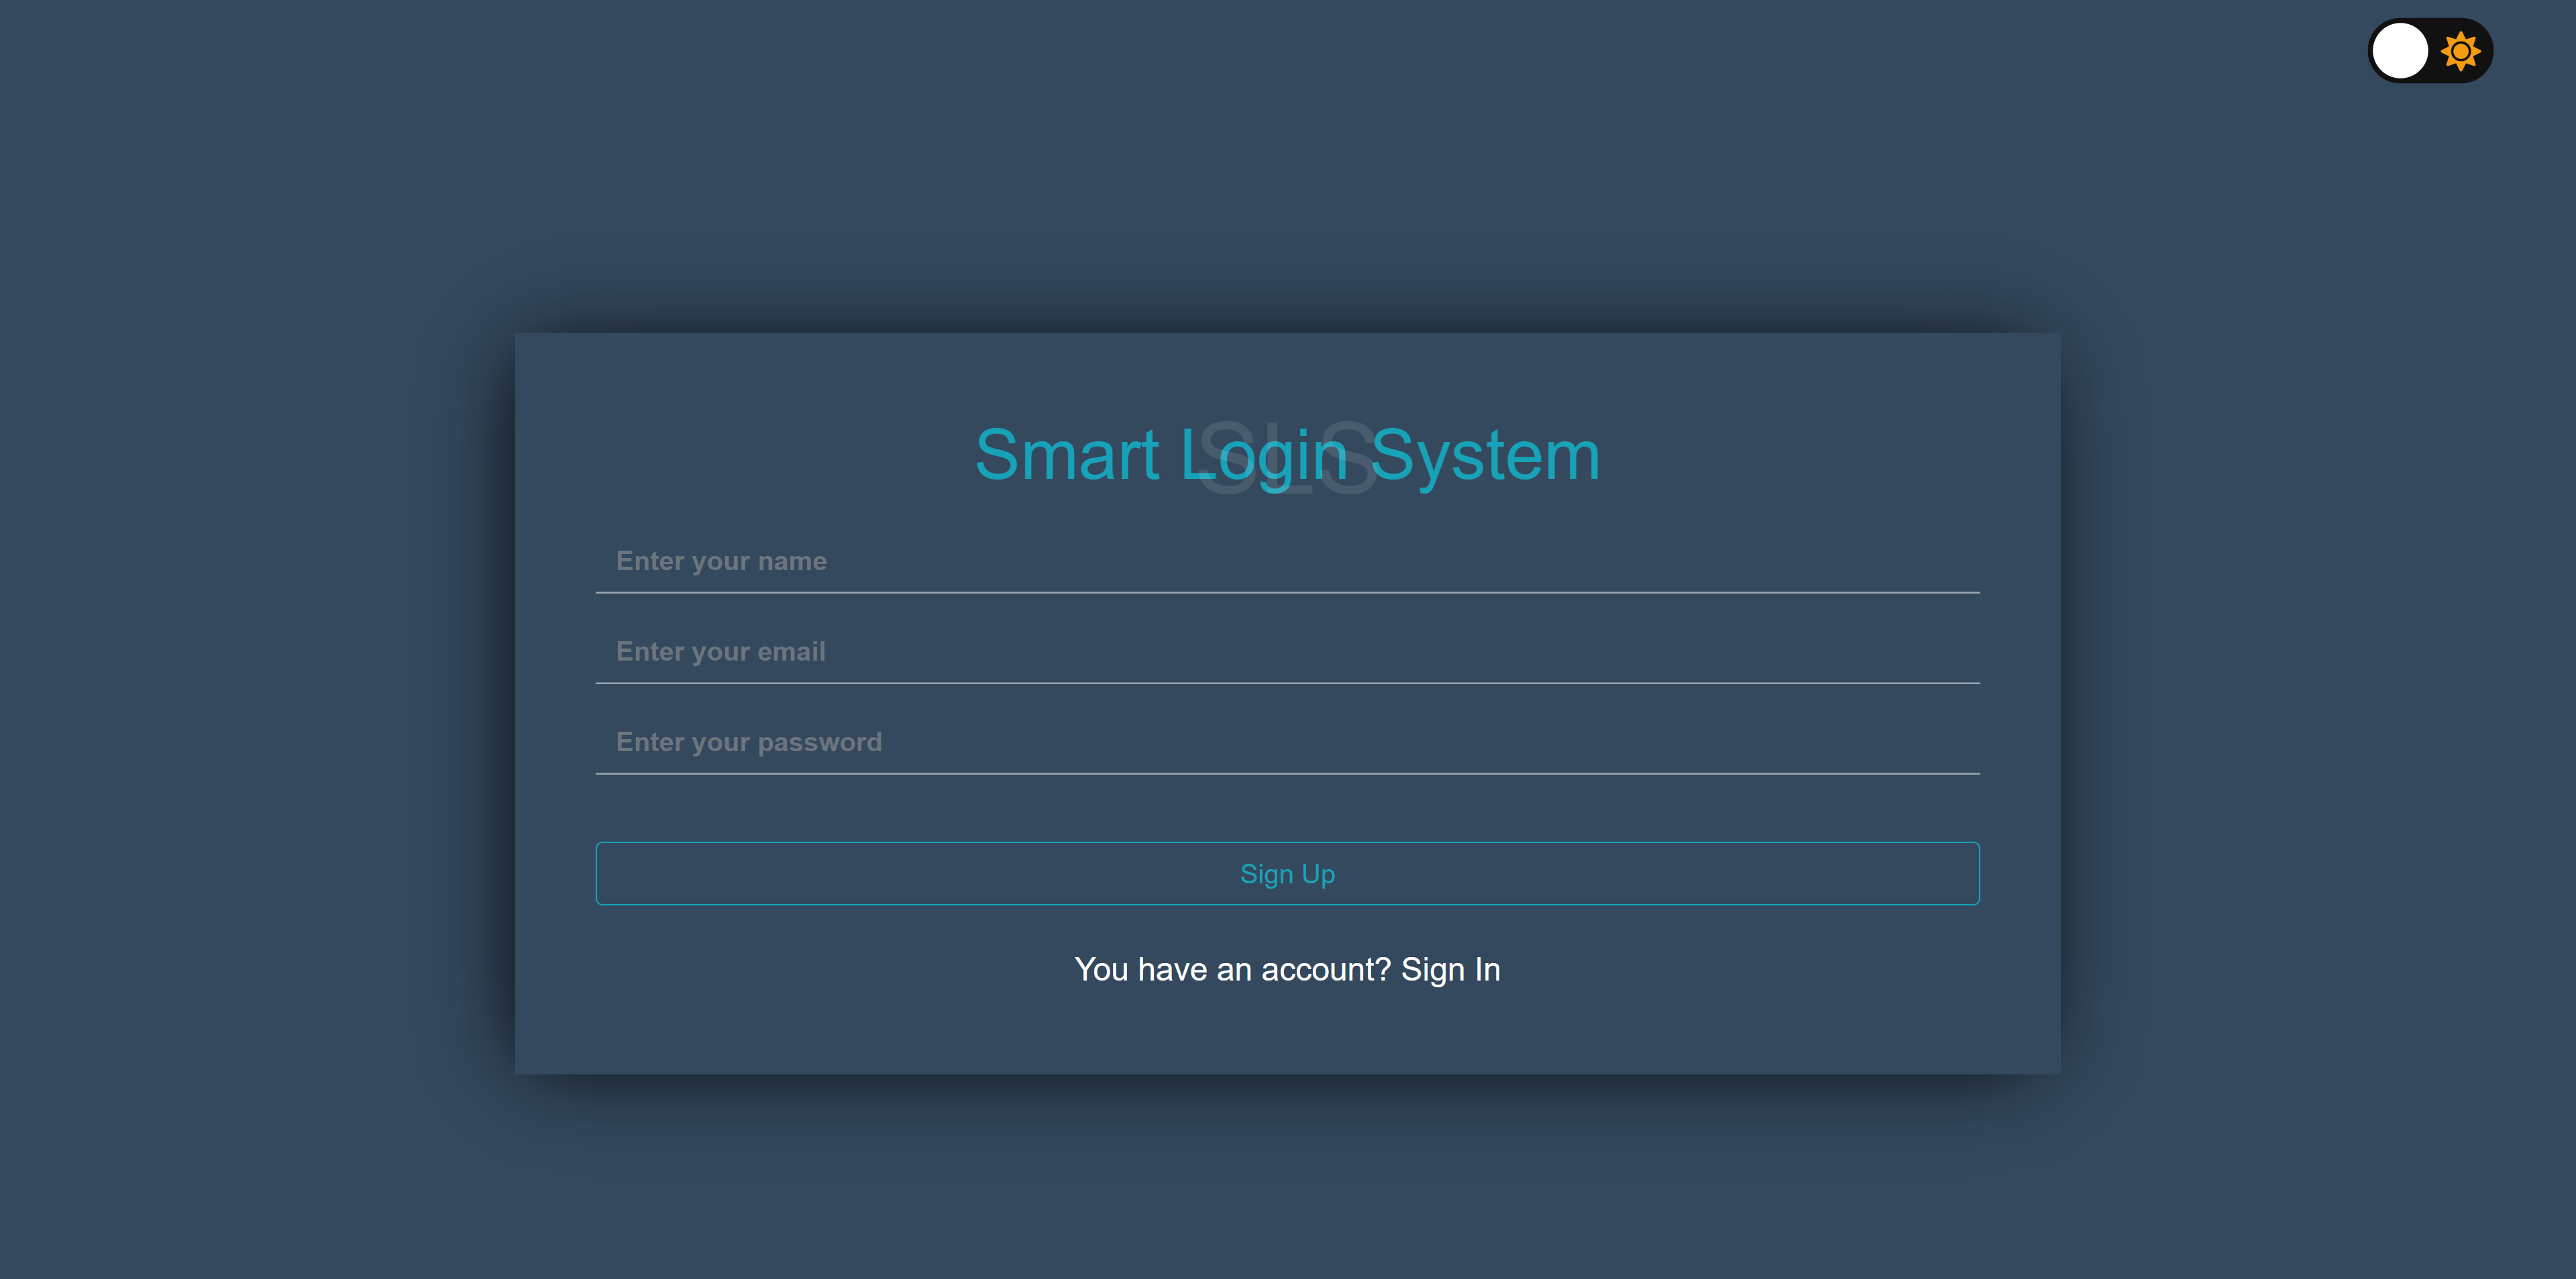 Smart Login System
SLS
Enter your name
Enter your email
Enter your password
Sign Up
You have an account? Sign In